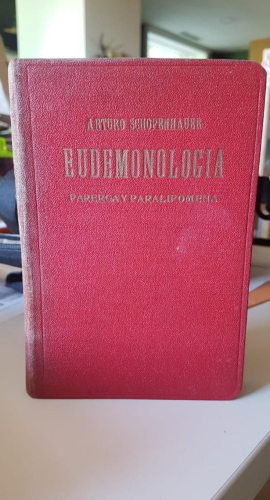 ARTURO SCHOPENHAUER
EUDEMONOLOGIA
PARERGA Y PARALIPOMENA